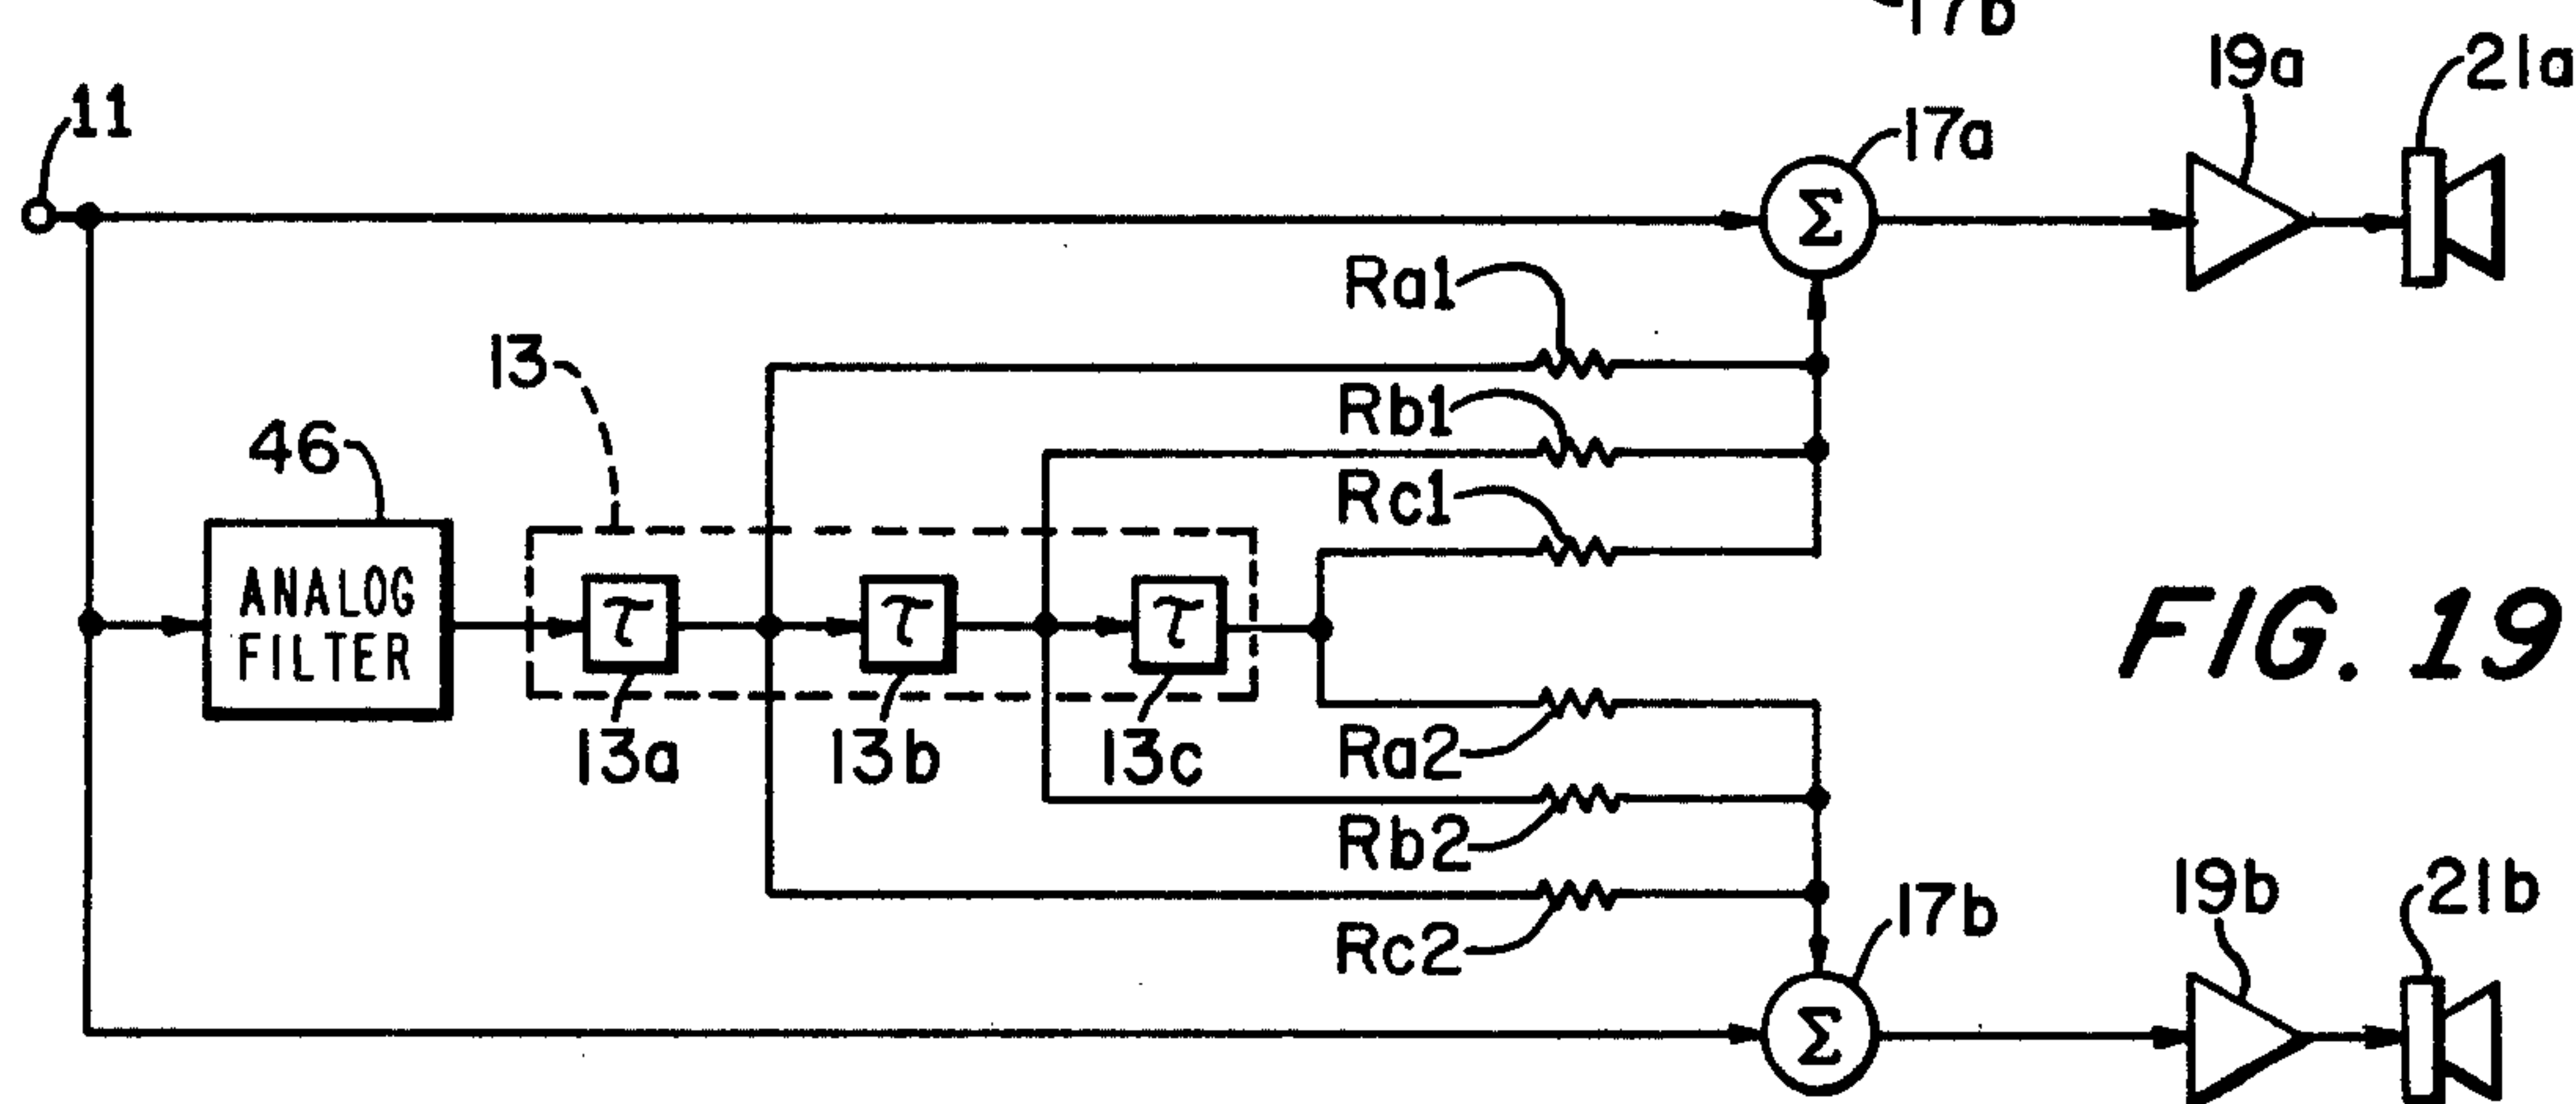 17b
19a
21a
11
17a
Σ
Ra1
13
Rb1
46
Rc1
ANALOG
FILTER
τ
τ
τ
FIG. 19
13a
13b
13c
Ra2
Rb2
19b
21b
17b
Rc2
Σ